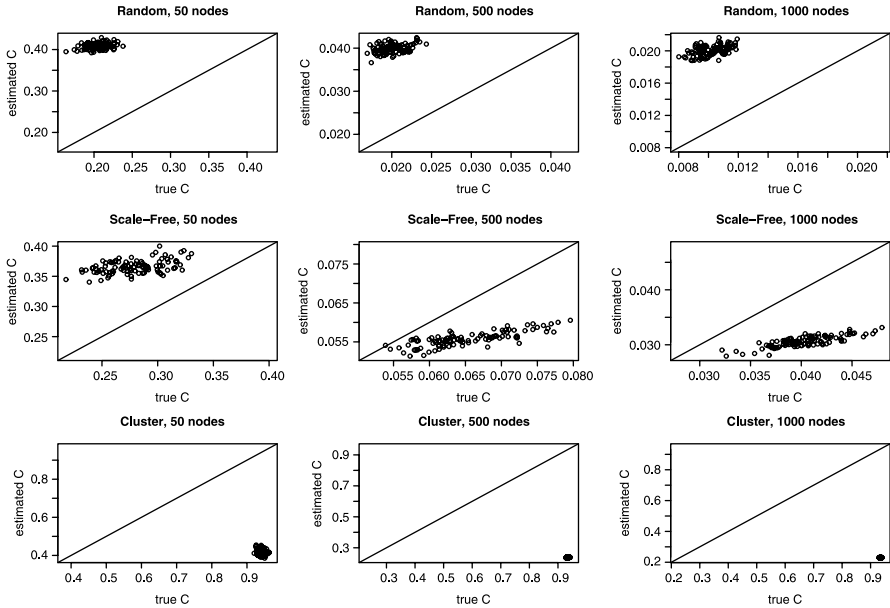 Random, 50 nodes
estimated C
0.40
0.30
0.20
0.20 0.25 0.30 0.35 0.40
true C
Random, 500 nodes
estimated C
0.040
0.030
0.020
0.020 0.025 0.030 0.035 0.040
true C
Random, 1000 nodes
estimated C
0.020
0.016
0.012
0.008
0.008 0.012 0.016 0.020
true C
Scale−Free, 50 nodes
estimated C
0.40
0.35
0.30
0.25
0.25 0.30 0.35 0.40
true C
Scale−Free, 500 nodes
estimated C
0.075
0.065
0.055
0.055 0.060 0.065 0.070 0.075 0.080
true C
Scale−Free, 1000 nodes
estimated C
0.040
0.030
0.030 0.035 0.040 0.045
true C
Cluster, 50 nodes
estimated C
0.8
0.6
0.4
0.4 0.5 0.6 0.7 0.8 0.9
true C
Cluster, 500 nodes
estimated C
0.9
0.7
0.5
0.3
0.3 0.4 0.5 0.6 0.7 0.8 0.9
true C
Cluster, 1000 nodes
estimated C
0.8
0.6
0.4
0.2
0.2 0.3 0.4 0.5 0.6 0.7 0.8 0.9
true C